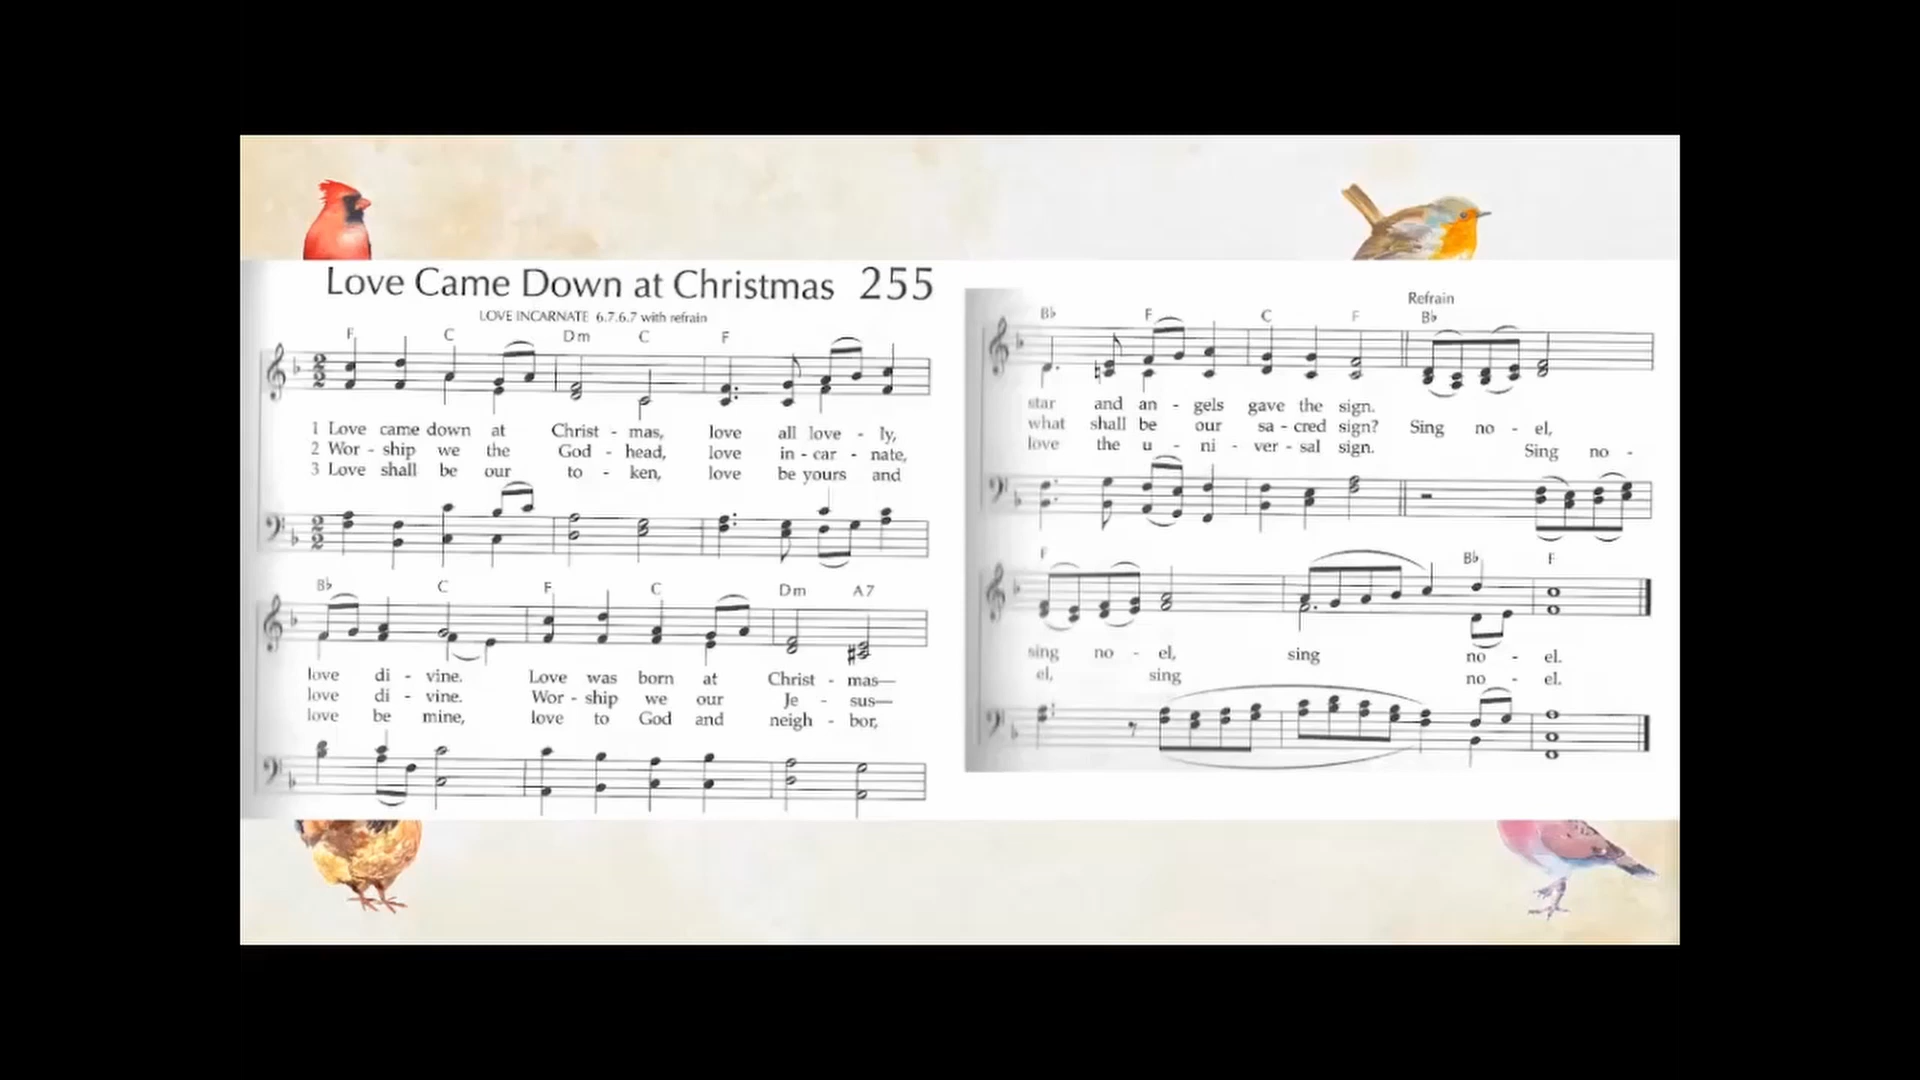 Love Came Down at Christmas 255
LOVE INCARNATE 6.7.6.7 with refrain
F C Dm C F
1 Love came down at Christ - mas, love all love - ly,
2 Wor - ship we the God - head, love in - car - nate,
3 Love shall be our to - ken, love be yours and
B♭ C F C Dm A7
love di - vine. Love was born at Christ - mas—
love di - vine. Wor - ship we our Je - sus—
love be mine, love to God and neigh - bor,
Refrain
B♭ F C F B♭
star and an - gels gave the sign.
what shall be our sa - cred sign? Sing no - el,
love the u - ni - ver - sal sign. Sing no -
F B♭ F
sing no - el, sing no - el.
el, sing no - el.